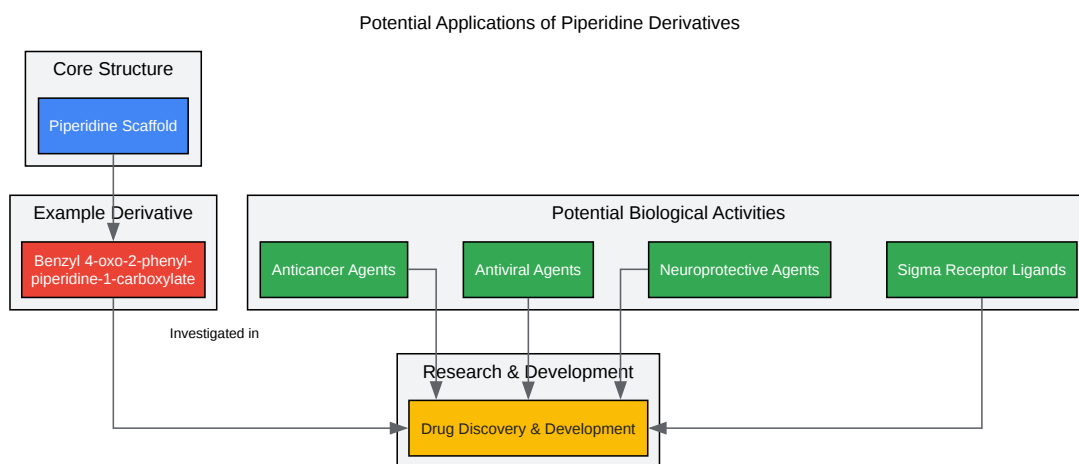 Potential Applications of Piperidine Derivatives
Core Structure
Piperidine Scaffold
Example Derivative
Benzyl 4-oxo-2-phenyl-
piperidine-1-carboxylate
Potential Biological Activities
Anticancer Agents
Antiviral Agents
Neuroprotective Agents
Sigma Receptor Ligands
Investigated in
Research & Development
Drug Discovery & Development